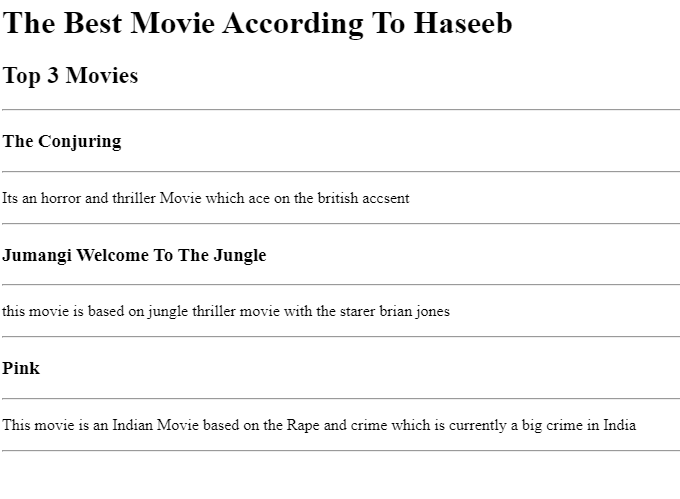 The Best Movie According To Haseeb
Top 3 Movies
The Conjuring
Its an horror and thriller Movie which ace on the british accsent
Jumangi Welcome To The Jungle
this movie is based on jungle thriller movie with the starer brian jones
Pink
This movie is an Indian Movie based on the Rape and crime which is currently a big crime in India